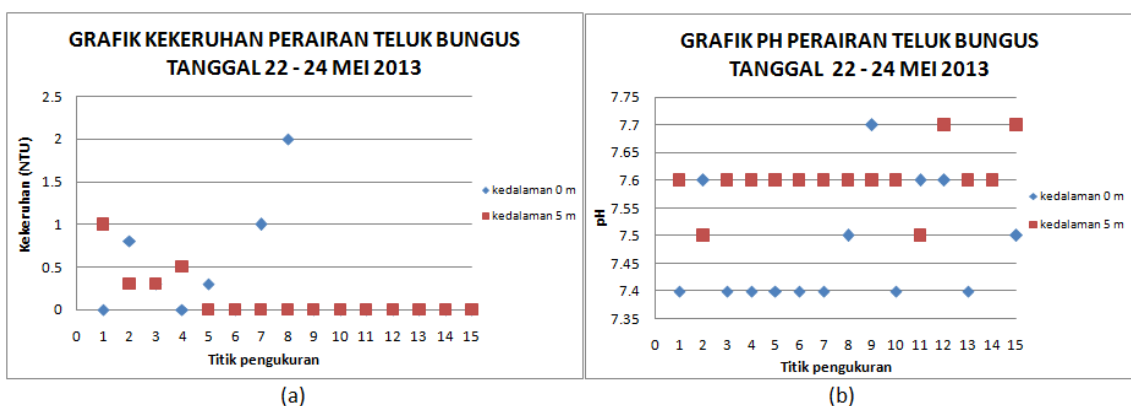 GRAFIK KEKERUHAN PERAIRAN TELUK BUNGUS
TANGGAL 22 - 24 MEI 2013
2.5
2
1.5
1
0.5
0
Kekeruhan (NTU)
0 1 2 3 4 5 6 7 8 9 10 11 12 13 14 15
Titik pengukuran
kedalaman 0 m
kedalaman 5 m
(a)
GRAFIK PH PERAIRAN TELUK BUNGUS
TANGGAL 22 - 24 MEI 2013
7.75
7.7
7.65
7.6
7.55
7.5
7.45
7.4
7.35
pH
0 1 2 3 4 5 6 7 8 9 10 11 12 13 14 15
Titik pengukuran
kedalaman 0 m
kedalaman 5 m
(b)